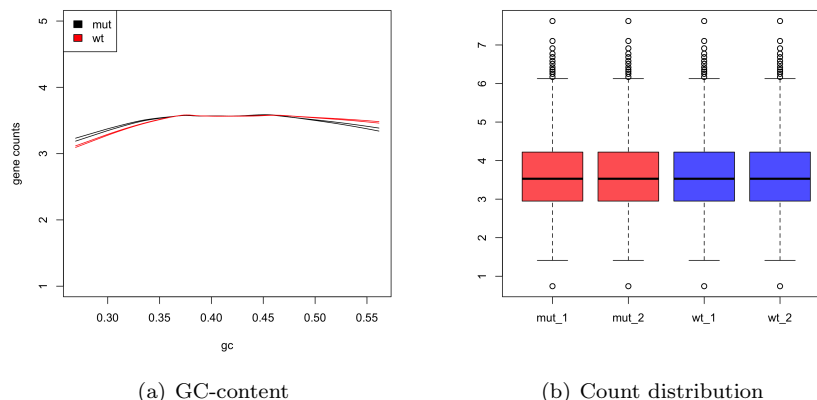 mut
wt
gene counts
5
4
3
2
1
0.30 0.35 0.40 0.45 0.50 0.55
gc
(a) GC-content
7
6
5
4
3
2
1
mut_1 mut_2 wt_1 wt_2
(b) Count distribution